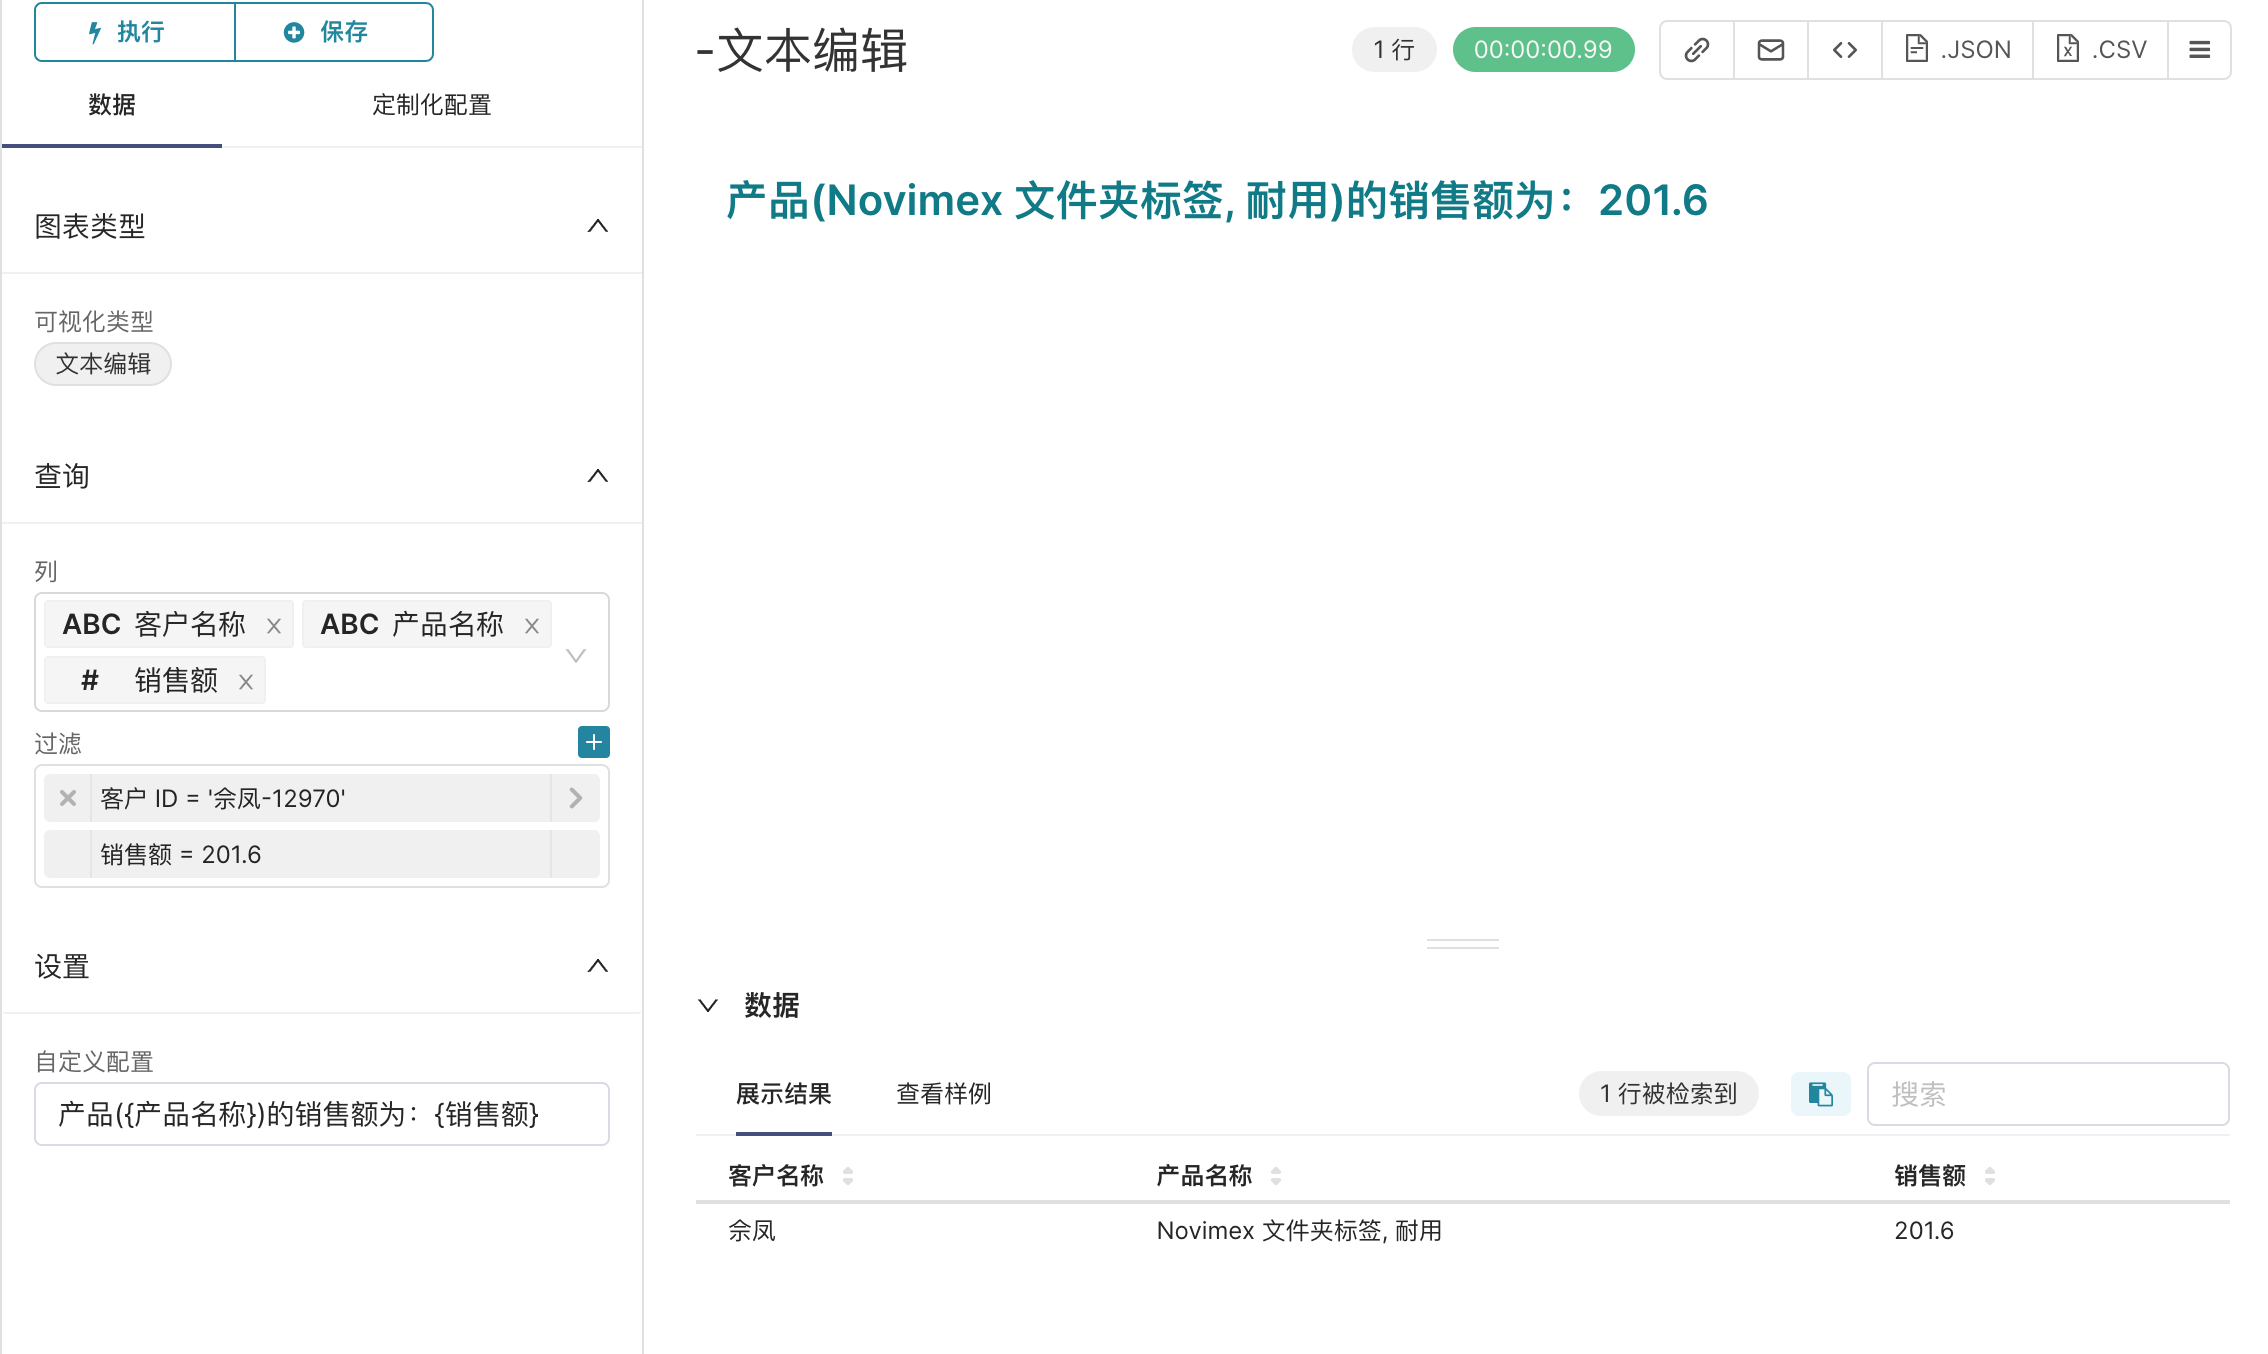 执行
保存
数据
定制化配置
图表类型
可视化类型
文本编辑
查询
列
ABC 客户名称
ABC 产品名称
# 销售额
过滤
客户 ID = '佘凤-12970'
销售额 = 201.6
设置
自定义配置
产品({产品名称})的销售额为：{销售额}
-文本编辑
1 行
00:00:00.99
.JSON
.CSV
产品(Novimex 文件夹标签, 耐用)的销售额为：201.6
数据
展示结果
查看样例
1 行被检索到
搜索
客户名称
产品名称
销售额
佘凤
Novimex 文件夹标签, 耐用
201.6